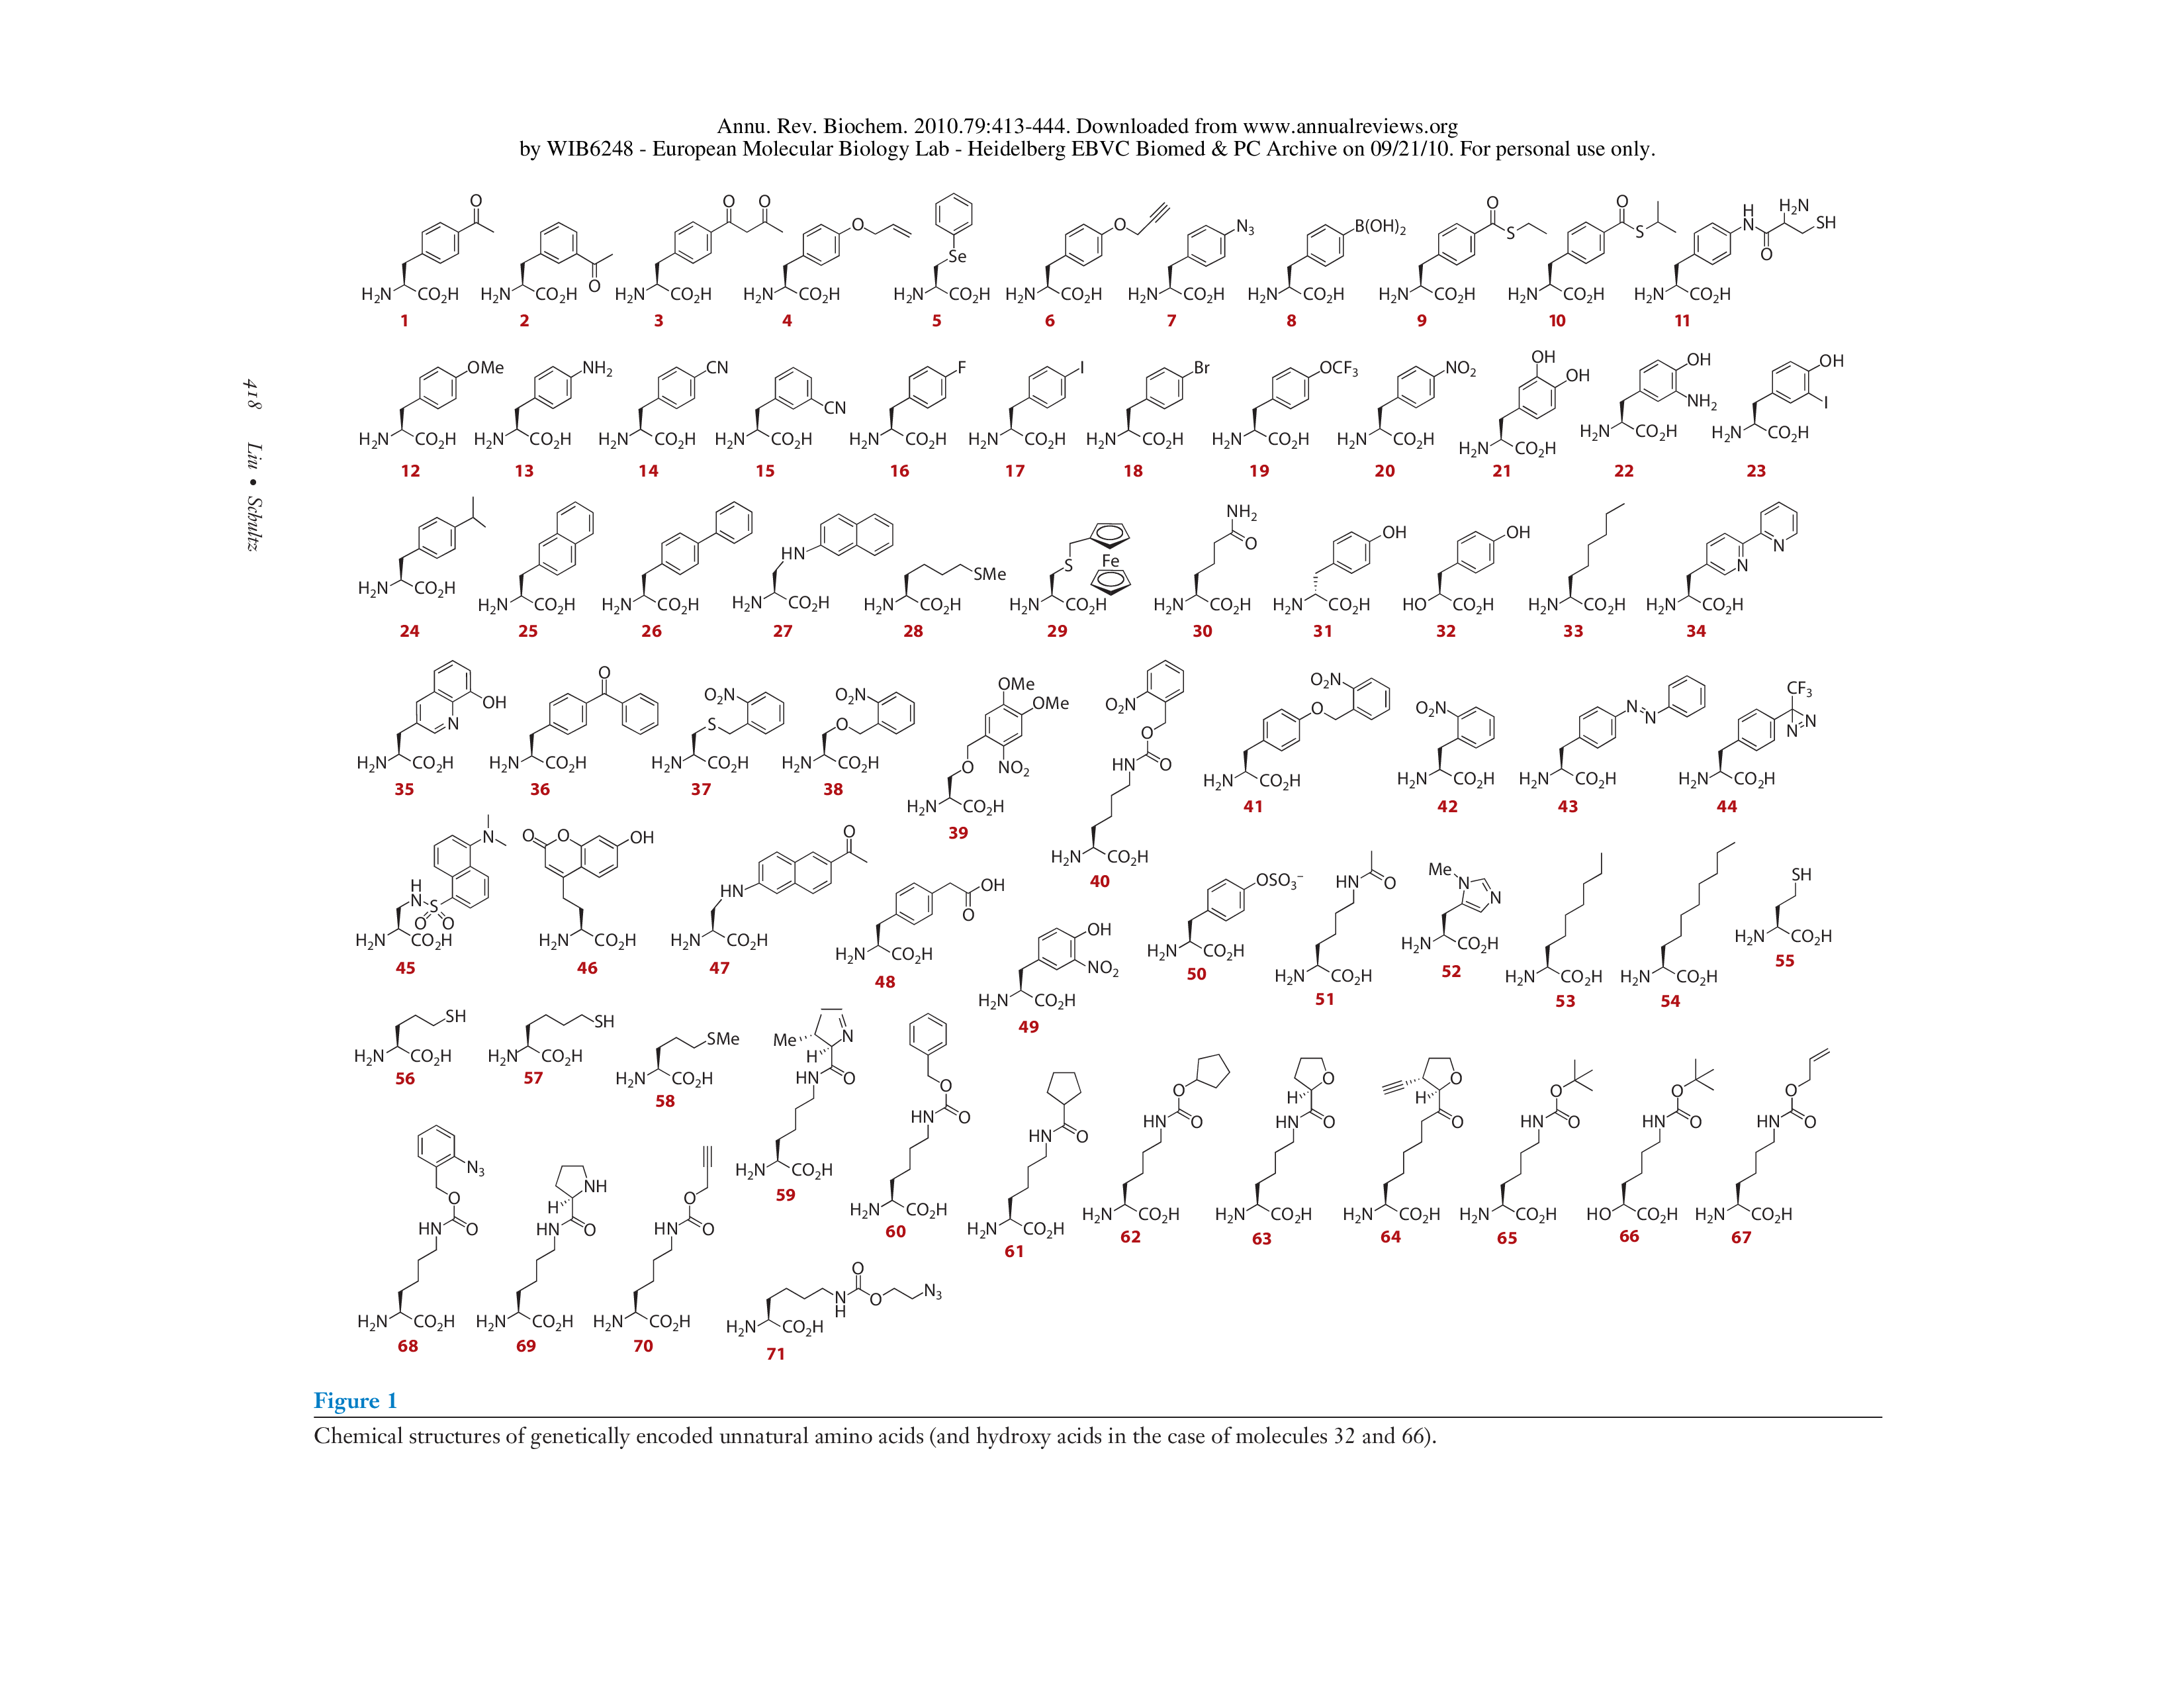 Annu. Rev. Biochem. 2010.79:413-444. Downloaded from www.annualreviews.org
by WIB6248 - European Molecular Biology Lab - Heidelberg EBVC Biomed & PC Archive on 09/21/10. For personal use only.
418 Liu • Schultz
O O O O O Se O N₃ B(OH)₂ O S O S H N O H₂N SH
H₂N CO₂H H₂N CO₂H O H₂N CO₂H H₂N CO₂H H₂N CO₂H H₂N CO₂H H₂N CO₂H H₂N CO₂H H₂N CO₂H H₂N CO₂H H₂N CO₂H
1 2 3 4 5 6 7 8 9 10 11
OMe NH₂ CN CN F I Br OCF₃ NO₂ OH OH OH NH₂ OH I
H₂N CO₂H H₂N CO₂H H₂N CO₂H H₂N CO₂H H₂N CO₂H H₂N CO₂H H₂N CO₂H H₂N CO₂H H₂N CO₂H H₂N CO₂H H₂N CO₂H H₂N CO₂H
12 13 14 15 16 17 18 19 20 21 22 23
HN SMe S Fe NH₂ O OH OH N N
H₂N CO₂H H₂N CO₂H H₂N CO₂H H₂N CO₂H H₂N CO₂H H₂N CO₂H H₂N CO₂H H₂N CO₂H HO CO₂H H₂N CO₂H H₂N CO₂H
24 25 26 27 28 29 30 31 32 33 34
OH N O O₂N S O₂N O OMe OMe NO₂ O O₂N O HN O O₂N O O₂N N N CF₃ N N
H₂N CO₂H H₂N CO₂H H₂N CO₂H H₂N CO₂H H₂N CO₂H H₂N CO₂H H₂N CO₂H H₂N CO₂H H₂N CO₂H H₂N CO₂H
35 36 37 38 39 40 41 42 43 44
N H N S O O O O OH O HN OH O OH NO₂ OSO₃⁻ HN O Me N N SH
H₂N CO₂H H₂N CO₂H H₂N CO₂H H₂N CO₂H H₂N CO₂H H₂N CO₂H H₂N CO₂H H₂N CO₂H H₂N CO₂H H₂N CO₂H H₂N CO₂H
45 46 47 48 49 50 51 52 53 54 55
SH SH SMe Me N H HN O O HN O HN O O HN O O H HN O O H O O HN O O HN O O HN O
H₂N CO₂H H₂N CO₂H H₂N CO₂H H₂N CO₂H H₂N CO₂H H₂N CO₂H H₂N CO₂H H₂N CO₂H H₂N CO₂H H₂N CO₂H HO CO₂H H₂N CO₂H
56 57 58 59 60 61 62 63 64 65 66 67
N₃ O HN O NH H HN O O HN O O N H O N₃
H₂N CO₂H H₂N CO₂H H₂N CO₂H H₂N CO₂H
68 69 70 71
Figure 1
Chemical structures of genetically encoded unnatural amino acids (and hydroxy acids in the case of molecules 32 and 66).